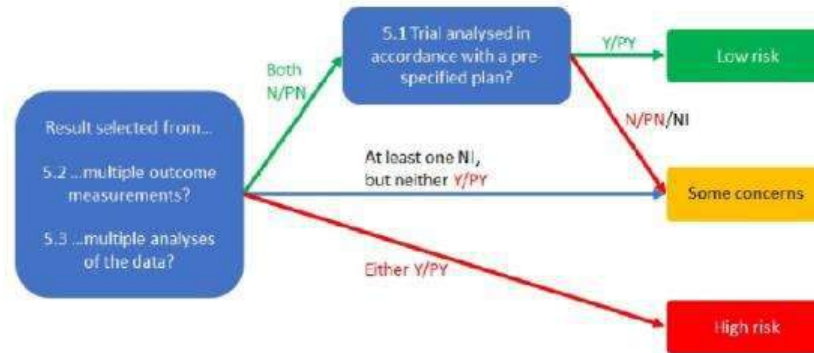 5.1 Trial analysed in
accordance with a pre-
specified plan?
Y/PY
Low risk
Both
N/PN
N/PN/NI
Result selected from...
5.2 ...multiple outcome
measurements?
5.3 ...multiple analyses
of the data?
At least one NI,
but neither Y/PY
Some concerns
Either Y/PY
High risk